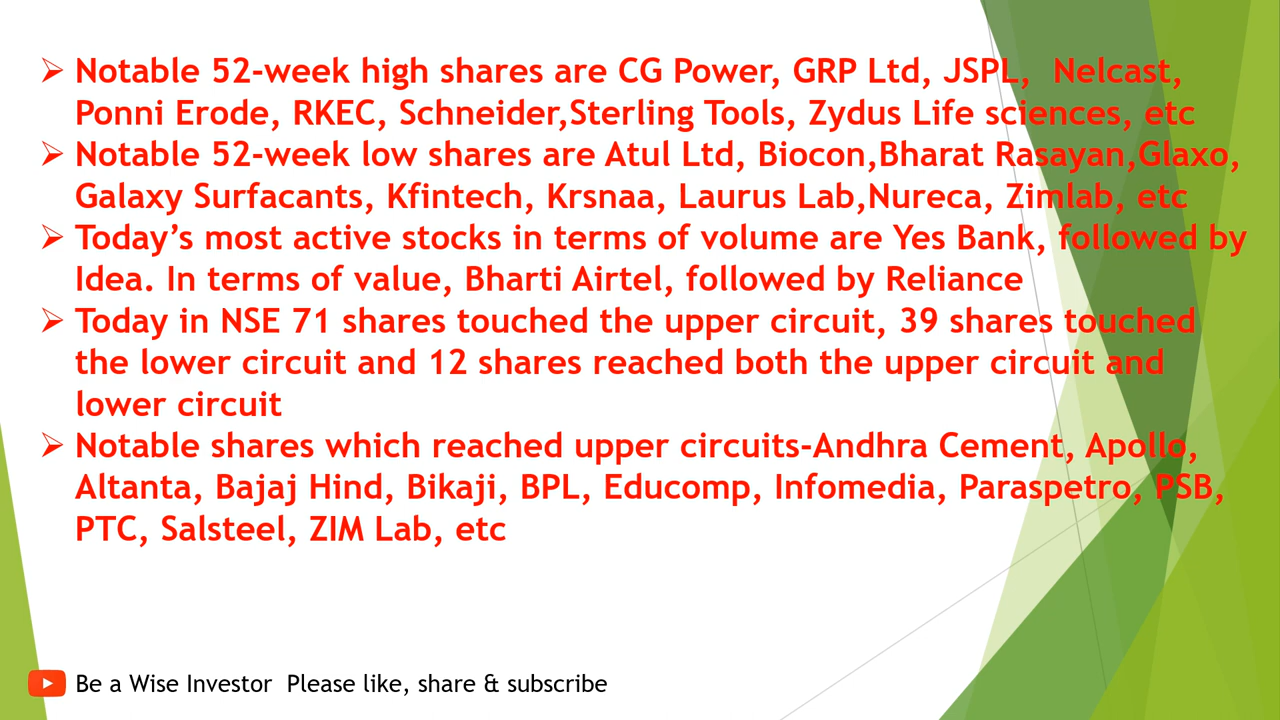 ➢ Notable 52-week high shares are CG Power, GRP Ltd, JSPL,  Nelcast,
Ponni Erode, RKEC, Schneider,Sterling Tools, Zydus Life sciences, etc
➢ Notable 52-week low shares are Atul Ltd, Biocon,Bharat Rasayan,Glaxo,
Galaxy Surfacants, Kfintech, Krsnaa, Laurus Lab,Nureca, Zimlab, etc
➢ Today’s most active stocks in terms of volume are Yes Bank, followed by
Idea. In terms of value, Bharti Airtel, followed by Reliance
➢ Today in NSE 71 shares touched the upper circuit, 39 shares touched
the lower circuit and 12 shares reached both the upper circuit and
lower circuit
➢ Notable shares which reached upper circuits-Andhra Cement, Apollo,
Altanta, Bajaj Hind, Bikaji, BPL, Educomp, Infomedia, Paraspetro, PSB,
PTC, Salsteel, ZIM Lab, etc
Be a Wise Investor  Please like, share & subscribe